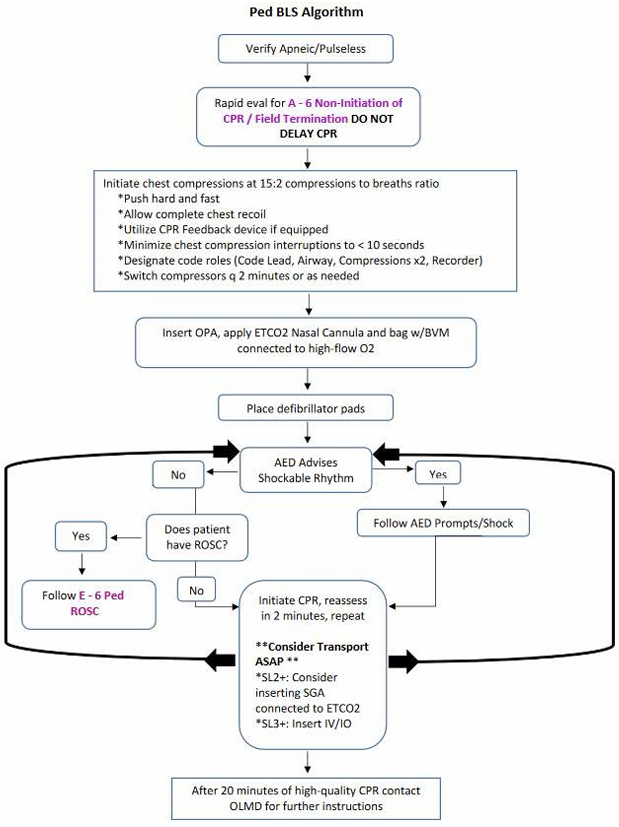 Ped BLS Algorithm
Verify Apneic/Pulseless
Rapid eval for A - 6 Non-Initiation of
CPR / Field Termination DO NOT
DELAY CPR
Initiate chest compressions at 15:2 compressions to breaths ratio
*Push hard and fast
*Allow complete chest recoil
*Utilize CPR Feedback device if equipped
*Minimize chest compression interruptions to < 10 seconds
*Designate code roles (Code Lead, Airway, Compressions x2, Recorder)
*Switch compressors q 2 minutes or as needed
Insert OPA, apply ETCO2 Nasal Cannula and bag w/BVM
connected to high-flow O2
Place defibrillator pads
AED Advises
Shockable Rhythm
No
Yes
Follow AED Prompts/Shock
Does patient
have ROSC?
Yes
Follow E - 6 Ped
ROSC
No
Initiate CPR, reassess
in 2 minutes, repeat
**Consider Transport
ASAP **
*SL2+: Consider
inserting SGA
connected to ETCO2
*SL3+: Insert IV/IO
After 20 minutes of high-quality CPR contact
OLMD for further instructions